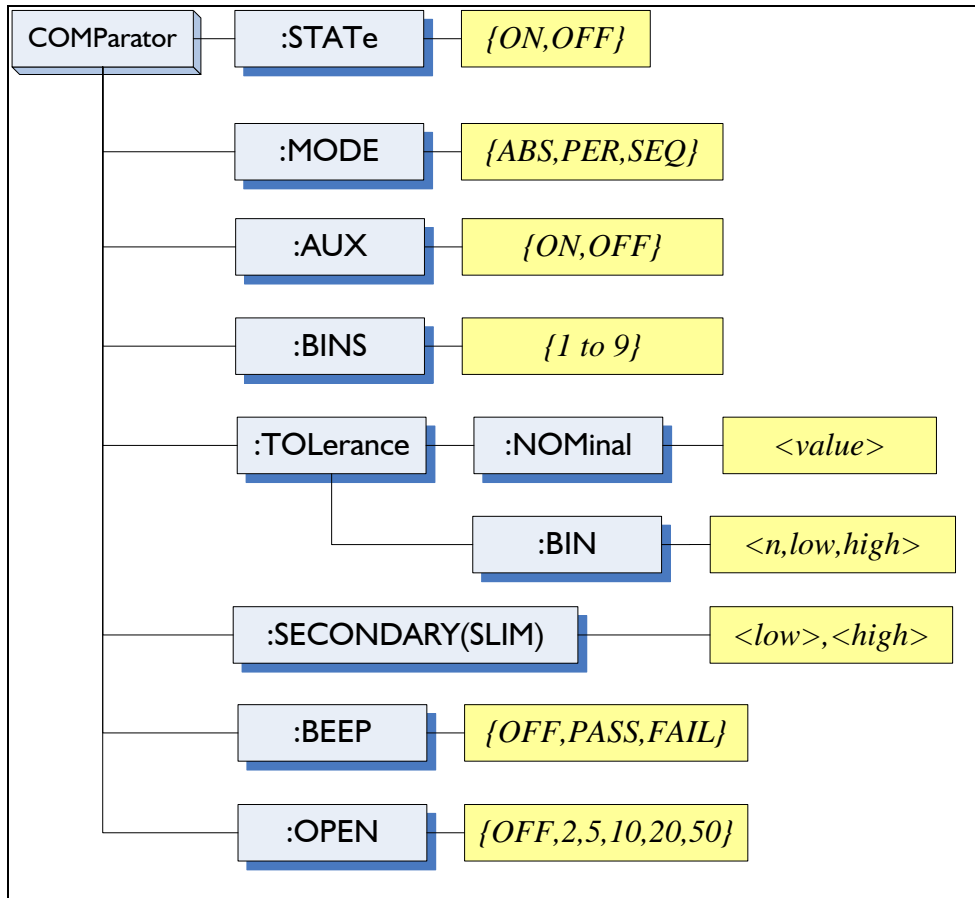 COMParator :STATe {ON,OFF}
:MODE {ABS,PER,SEQ}
:AUX {ON,OFF}
:BINS {1 to 9}
:TOLerance :NOMinal <value>
:BIN <n,low,high>
:SECONDARY(SLIM) <low>,<high>
:BEEP {OFF,PASS,FAIL}
:OPEN {OFF,2,5,10,20,50}